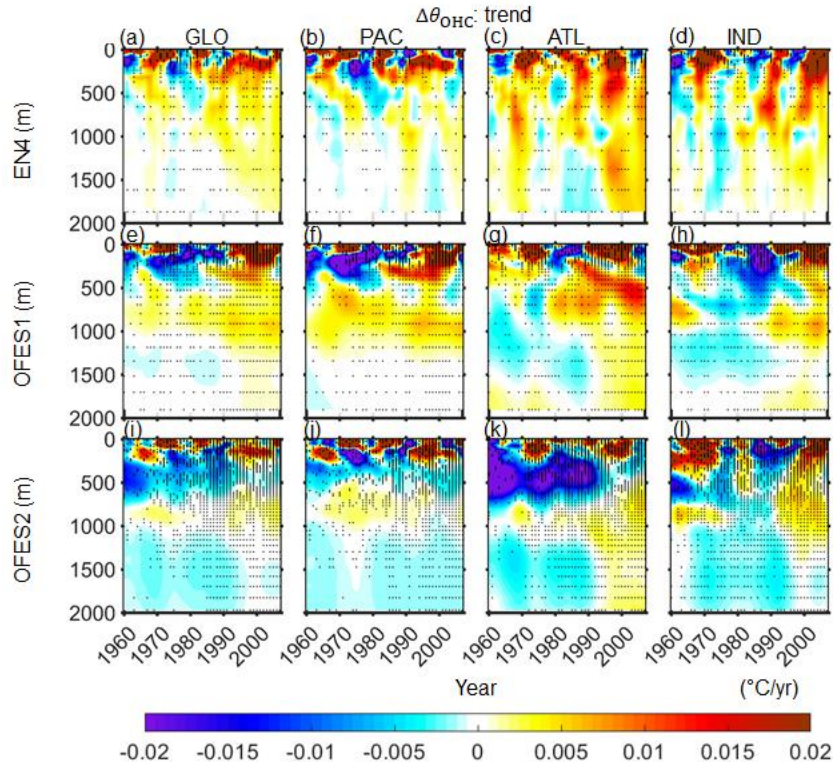 Δθ_OHC: trend
(a) GLO (b) PAC (c) ATL (d) IND
0
500
1000
1500
2000
EN4 (m)
(e) (f) (g) (h)
0
500
1000
1500
2000
OFES1 (m)
(i) (j) (k) (l)
0
500
1000
1500
2000
OFES2 (m)
1960 1970 1980 1990 2000 1960 1970 1980 1990 2000 1960 1970 1980 1990 2000 1960 1970 1980 1990 2000
Year (°C/yr)
-0.02 -0.015 -0.01 -0.005 0 0.005 0.01 0.015 0.02